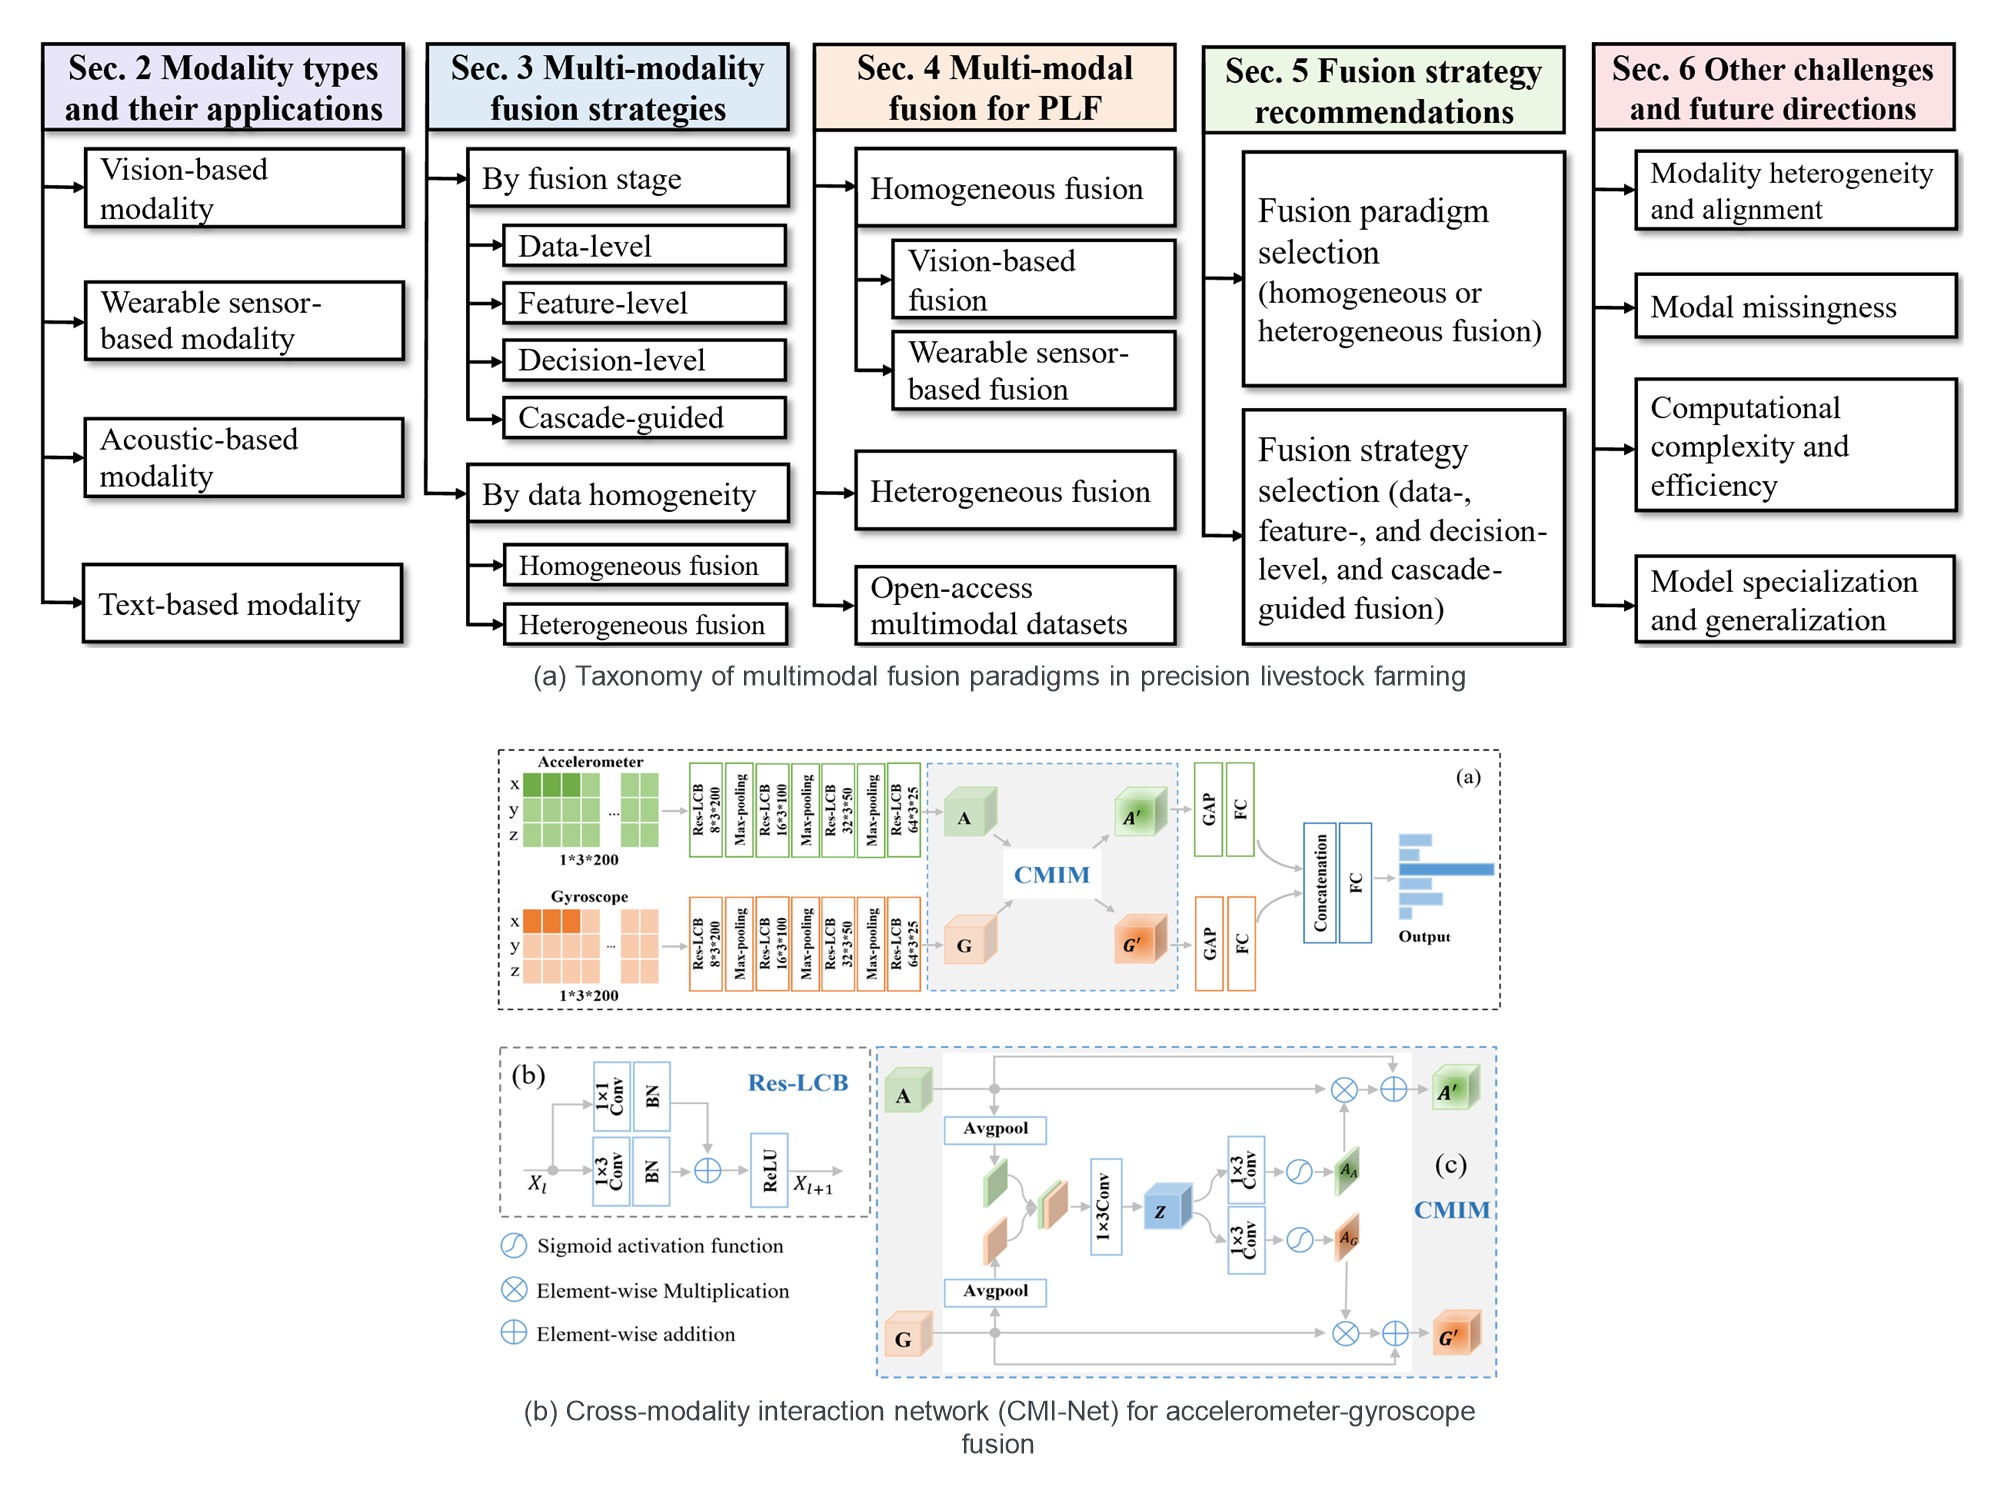 Sec. 2 Modality types
and their applications
Vision-based
modality
Wearable sensor-
based modality
Acoustic-based
modality
Text-based modality
Sec. 3 Multi-modality
fusion strategies
By fusion stage
Data-level
Feature-level
Decision-level
Cascade-guided
By data homogeneity
Homogeneous fusion
Heterogeneous fusion
Sec. 4 Multi-modal
fusion for PLF
Homogeneous fusion
Vision-based
fusion
Wearable sensor-
based fusion
Heterogeneous fusion
Open-access
multimodal datasets
Sec. 5 Fusion strategy
recommendations
Fusion paradigm
selection
(homogeneous or
heterogeneous fusion)
Fusion strategy
selection (data-,
feature-, and decision-
level, and cascade-
guided fusion)
Sec. 6 Other challenges
and future directions
Modality heterogeneity
and alignment
Modal missingness
Computational
complexity and
efficiency
Model specialization
and generalization
(a) Taxonomy of multimodal fusion paradigms in precision livestock farming
(a)
Accelerometer
x
y
z
...
1*3*200
Res-LCB
8*3*200
Max-pooling
Res-LCB
16*3*100
Max-pooling
Res-LCB
32*3*50
Max-pooling
Res-LCB
64*3*25
A
A'
GAP
FC
CMIM
Gyroscope
x
y
z
...
1*3*200
Res-LCB
8*3*200
Max-pooling
Res-LCB
16*3*100
Max-pooling
Res-LCB
32*3*50
Max-pooling
Res-LCB
64*3*25
G
G'
GAP
FC
Concatenation
FC
Output
(b)
Res-LCB
1×1
Conv
BN
1×3
Conv
BN
ReLU
X_l
X_{l+1}
Sigmoid activation function
Element-wise Multiplication
Element-wise addition
A
Avgpool
G
Avgpool
1×3Conv
Z
1×3
Conv
1×3
Conv
A_A
A_G
A'
G'
(c)
CMIM
(b) Cross-modality interaction network (CMI-Net) for accelerometer-gyroscope
fusion